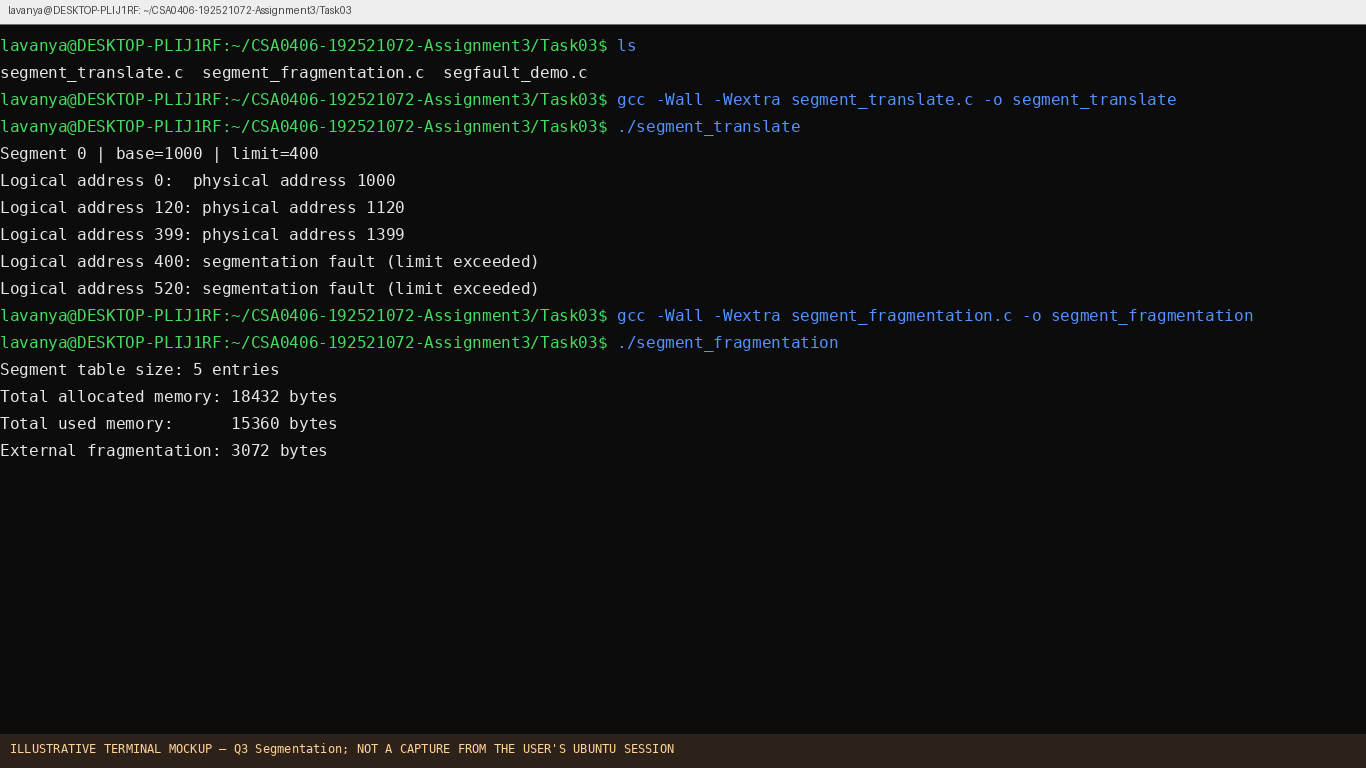 lavanya@DESKTOP-PLIJ1RF: ~/CSA0406-192521072-Assignment3/Task03
lavanya@DESKTOP-PLIJ1RF:~/CSA0406-192521072-Assignment3/Task03$ ls
segment_translate.c  segment_fragmentation.c  segfault_demo.c
lavanya@DESKTOP-PLIJ1RF:~/CSA0406-192521072-Assignment3/Task03$ gcc -Wall -Wextra segment_translate.c -o segment_translate
lavanya@DESKTOP-PLIJ1RF:~/CSA0406-192521072-Assignment3/Task03$ ./segment_translate
Segment 0 | base=1000 | limit=400
Logical address 0:  physical address 1000
Logical address 120: physical address 1120
Logical address 399: physical address 1399
Logical address 400: segmentation fault (limit exceeded)
Logical address 520: segmentation fault (limit exceeded)
lavanya@DESKTOP-PLIJ1RF:~/CSA0406-192521072-Assignment3/Task03$ gcc -Wall -Wextra segment_fragmentation.c -o segment_fragmentation
lavanya@DESKTOP-PLIJ1RF:~/CSA0406-192521072-Assignment3/Task03$ ./segment_fragmentation
Segment table size: 5 entries
Total allocated memory: 18432 bytes
Total used memory:      15360 bytes
External fragmentation: 3072 bytes
ILLUSTRATIVE TERMINAL MOCKUP — Q3 Segmentation; NOT A CAPTURE FROM THE USER'S UBUNTU SESSION